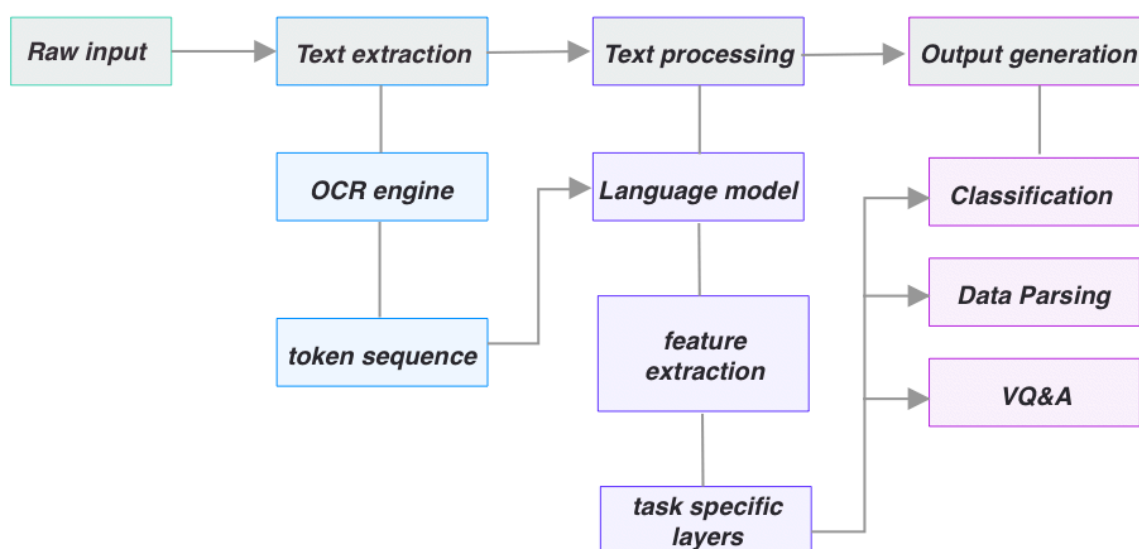 Raw input
Text extraction
Text processing
Output generation
OCR engine
Language model
Classification
token sequence
feature
extraction
Data Parsing
VQ&A
task specific
layers